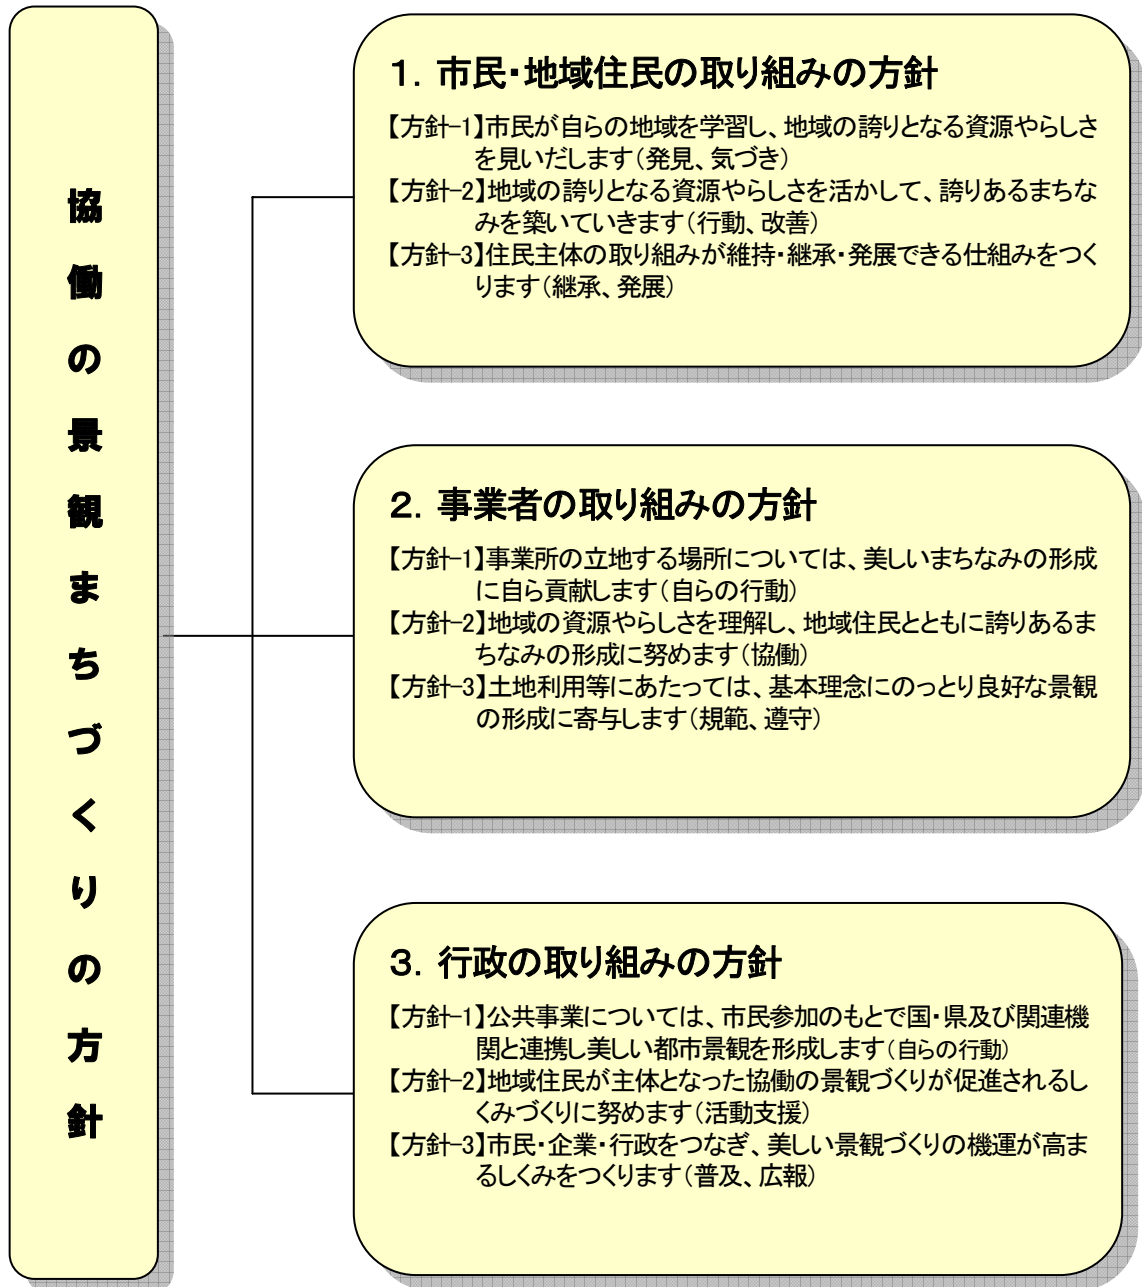 協働の景観まちづくりの方針
1．市民・地域住民の取り組みの方針
【方針-1】市民が自らの地域を学習し、地域の誇りとなる資源やらしさ
を見いだします（発見、気づき）
【方針-2】地域の誇りとなる資源やらしさを活かして、誇りあるまちな
みを築いていきます（行動、改善）
【方針-3】住民主体の取り組みが維持・継承・発展できる仕組みをつく
ります（継承、発展）
2．事業者の取り組みの方針
【方針-1】事業所の立地する場所については、美しいまちなみの形成
に自ら貢献します（自らの行動）
【方針-2】地域の資源やらしさを理解し、地域住民とともに誇りあるま
ちなみの形成に努めます（協働）
【方針-3】土地利用等にあたっては、基本理念にのっとり良好な景観
の形成に寄与します（規範、遵守）
3．行政の取り組みの方針
【方針-1】公共事業については、市民参加のもとで国・県及び関連機
関と連携し美しい都市景観を形成します（自らの行動）
【方針-2】地域住民が主体となった協働の景観づくりが促進されるし
くみづくりに努めます（活動支援）
【方針-3】市民・企業・行政をつなぎ、美しい景観づくりの機運が高ま
るしくみをつくります（普及、広報）